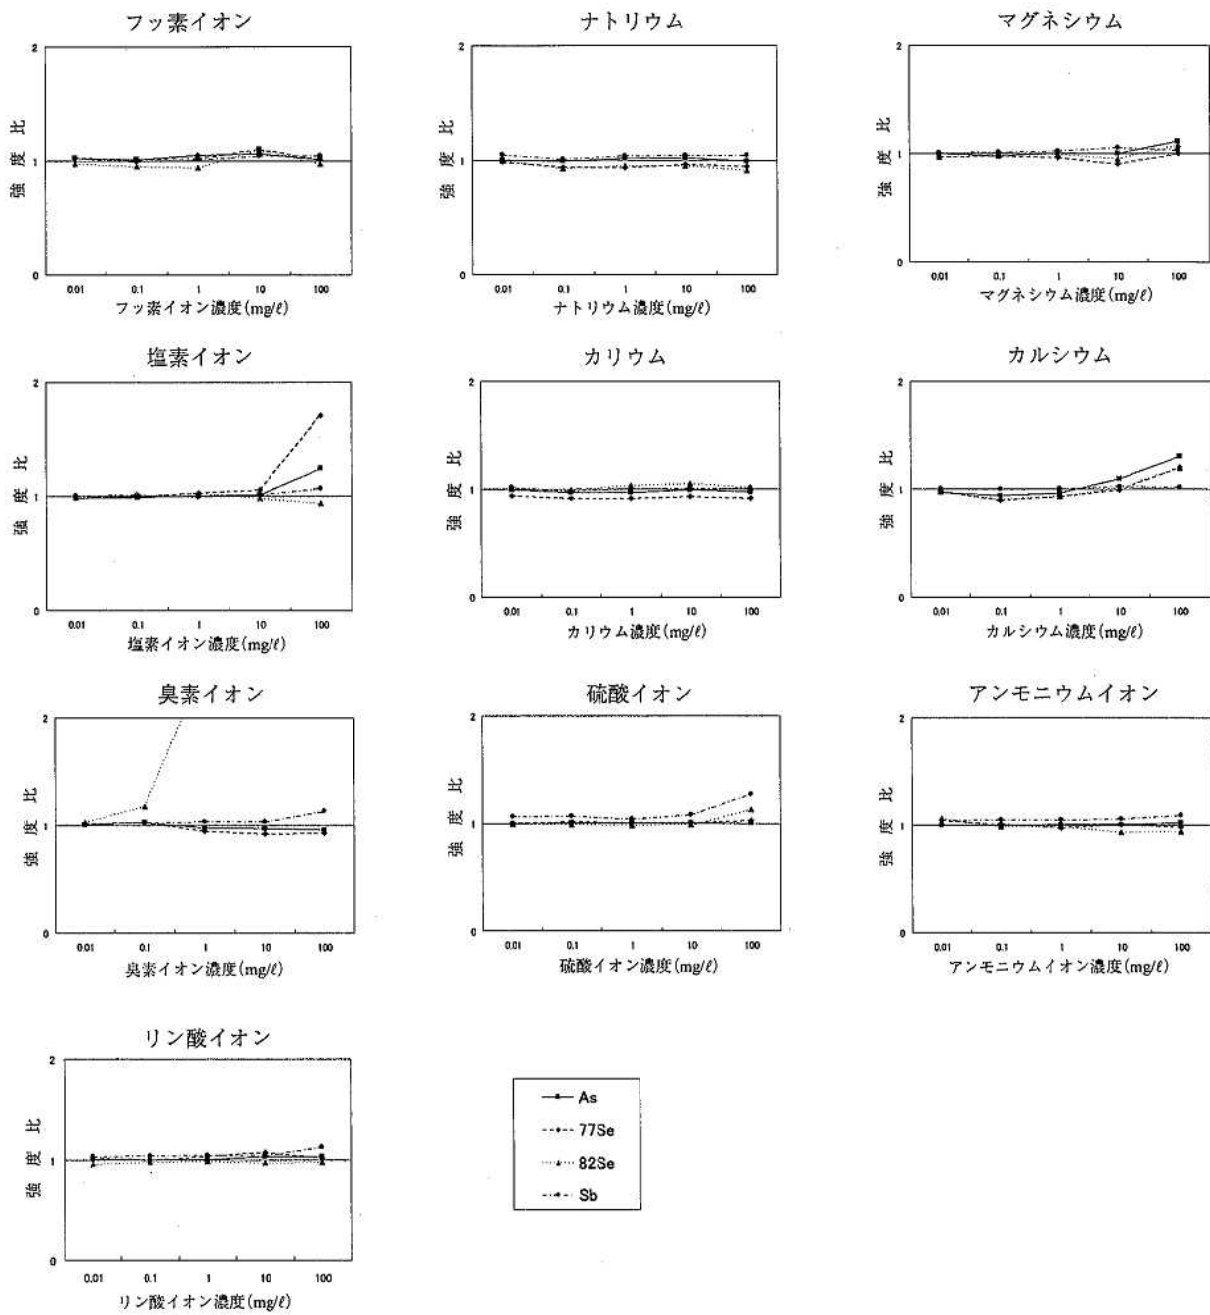 フッ素イオン
2
強度比
1
0
0.01 0.1 1 10 100
フッ素イオン濃度(mg/ℓ)
ナトリウム
2
強度比
1
0
0.01 0.1 1 10 100
ナトリウム濃度(mg/ℓ)
マグネシウム
2
強度比
1
0
0.01 0.1 1 10 100
マグネシウム濃度(mg/ℓ)
塩素イオン
2
強度比
1
0
0.01 0.1 1 10 100
塩素イオン濃度(mg/ℓ)
カリウム
2
強度比
1
0
0.01 0.1 1 10 100
カリウム濃度(mg/ℓ)
カルシウム
2
強度比
1
0
0.01 0.1 1 10 100
カルシウム濃度(mg/ℓ)
臭素イオン
2
強度比
1
0
0.01 0.1 1 10 100
臭素イオン濃度(mg/ℓ)
硫酸イオン
2
強度比
1
0
0.01 0.1 1 10 100
硫酸イオン濃度(mg/ℓ)
アンモニウムイオン
2
強度比
1
0
0.01 0.1 1 10 100
アンモニウムイオン濃度(mg/ℓ)
リン酸イオン
2
強度比
1
0
0.01 0.1 1 10 100
リン酸イオン濃度(mg/ℓ)
As
77Se
82Se
Sb